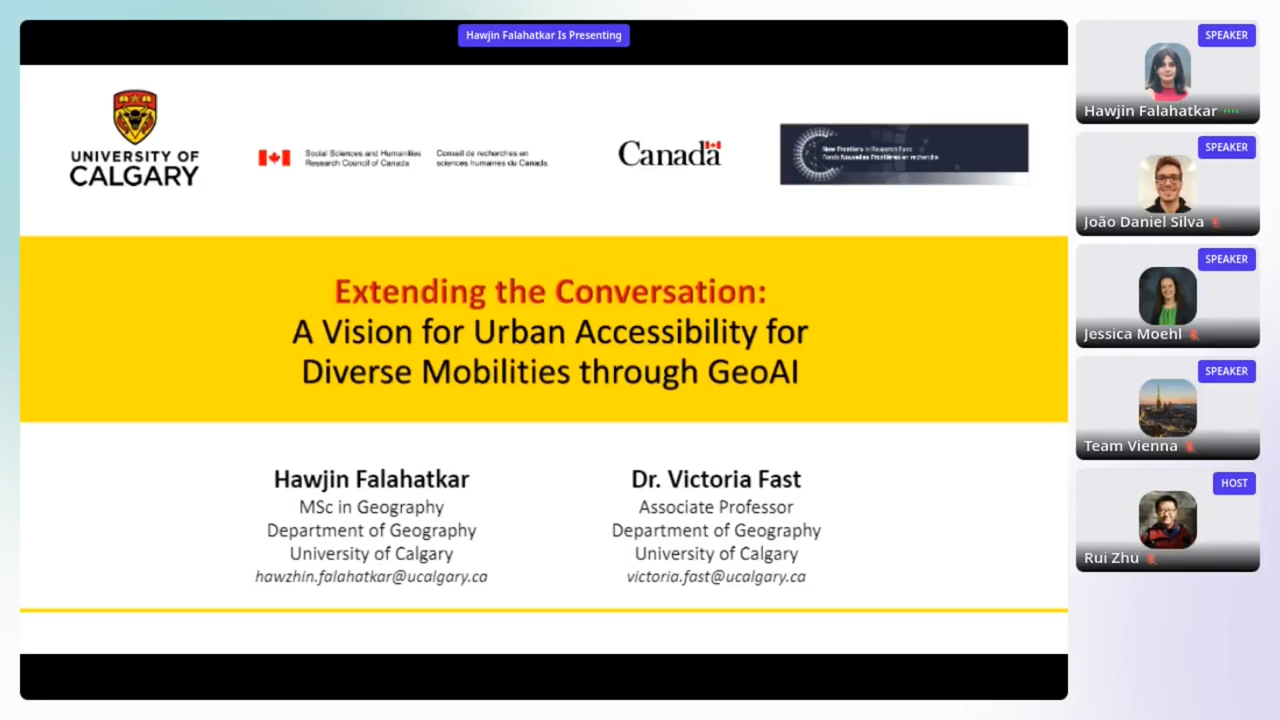 Hawjin Falahatkar Is Presenting
UNIVERSITY OF
CALGARY
Social Sciences and Humanities
Research Council of Canada
Conseil de recherches en
sciences humaines du Canada
Canada
New Frontiers in Research Fund
Fonds Nouvelles Frontières en recherche
Extending the Conversation:
A Vision for Urban Accessibility for
Diverse Mobilities through GeoAI
Hawjin Falahatkar
MSc in Geography
Department of Geography
University of Calgary
hawzhin.falahatkar@ucalgary.ca
Dr. Victoria Fast
Associate Professor
Department of Geography
University of Calgary
victoria.fast@ucalgary.ca
SPEAKER
Hawjin Falahatkar
SPEAKER
João Daniel Silva
SPEAKER
Jessica Moehl
SPEAKER
Team Vienna
HOST
Rui Zhu